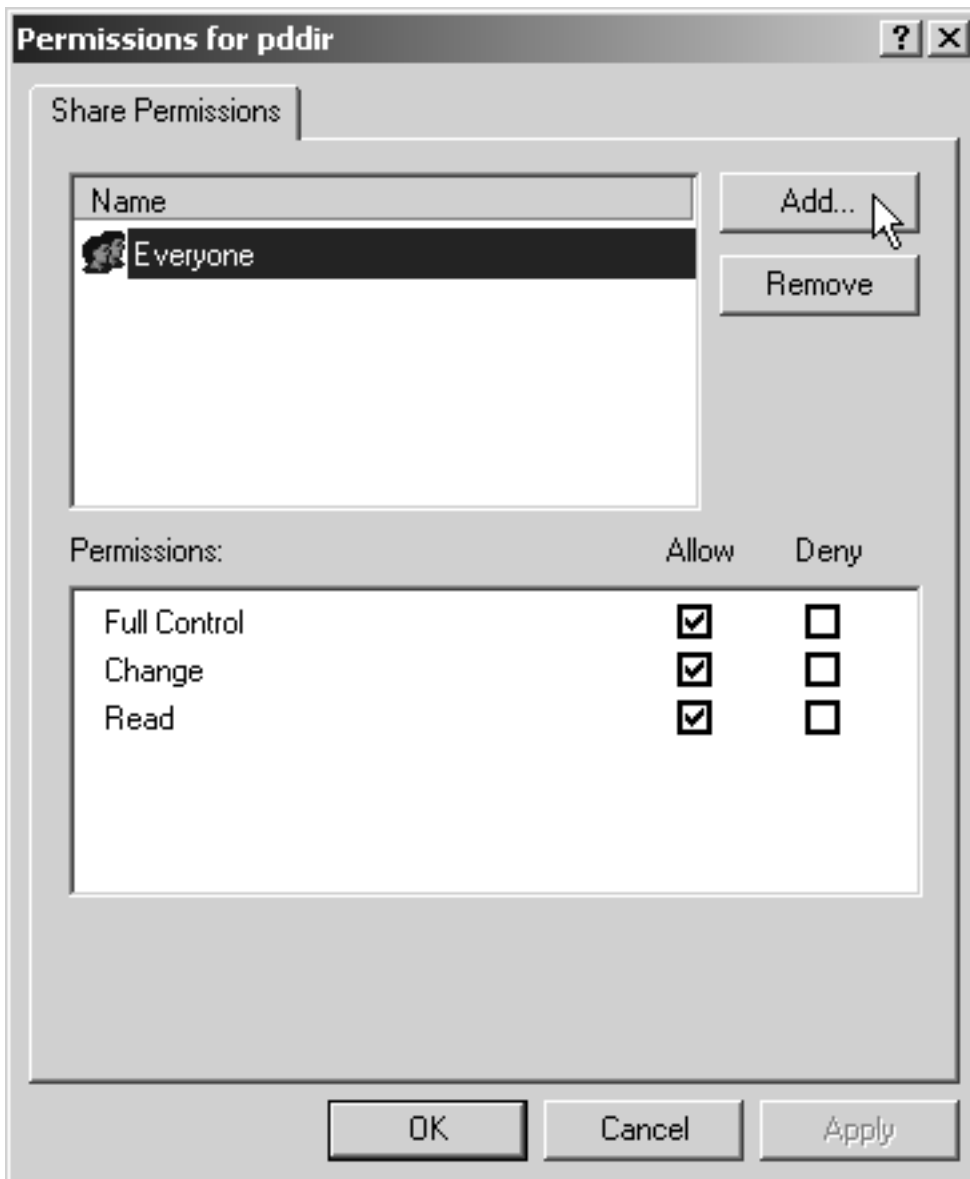 Permissions for pddir
Share Permissions
Name
Add...
Everyone
Remove
Permissions: Allow Deny
Full Control
Change
Read
OK Cancel Apply